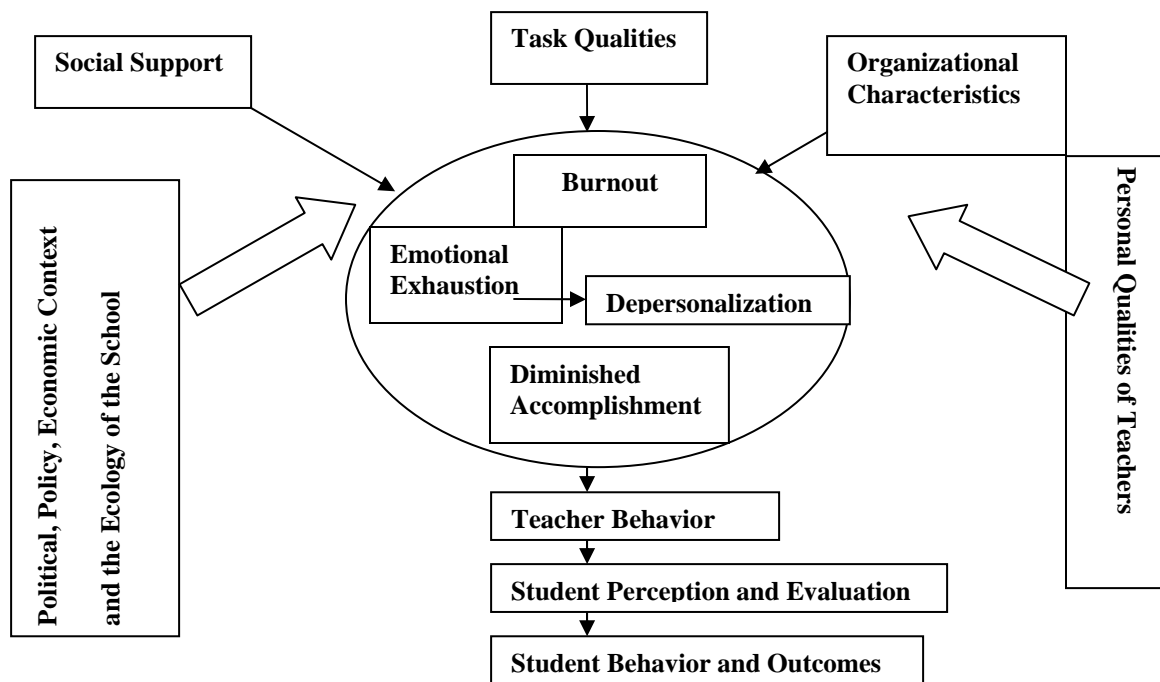 Task Qualities
Social Support
Organizational
Characteristics
Burnout
Emotional
Exhaustion
Depersonalization
Diminished
Accomplishment
Political, Policy, Economic Context
and the Ecology of the School
Personal Qualities of Teachers
Teacher Behavior
Student Perception and Evaluation
Student Behavior and Outcomes